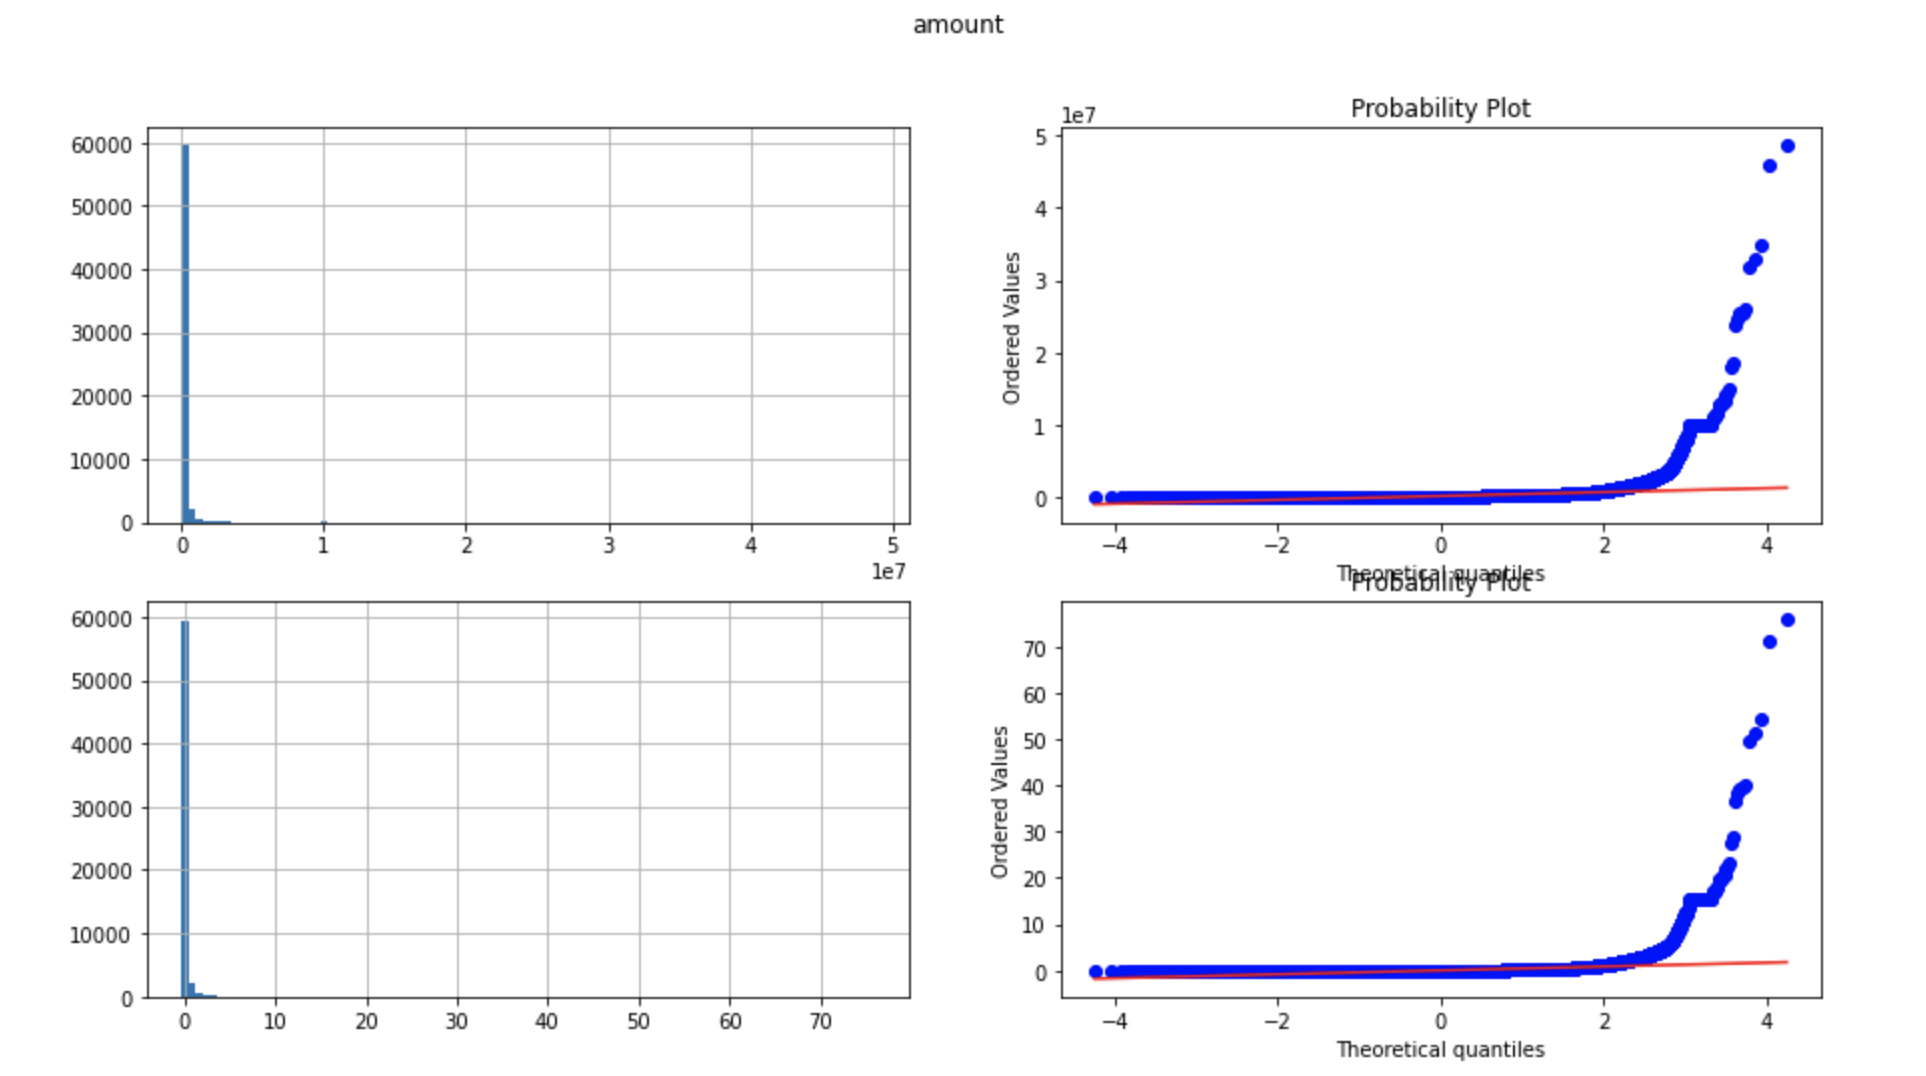 amount
60000
50000
40000
30000
20000
10000
0
0 1 2 3 4 5
1e7
Probability Plot
1e7
Ordered Values
5
4
3
2
1
0
−4 −2 0 2 4
Theoretical quantiles
60000
50000
40000
30000
20000
10000
0
0 10 20 30 40 50 60 70
Probability Plot
Ordered Values
70
60
50
40
30
20
10
0
−4 −2 0 2 4
Theoretical quantiles